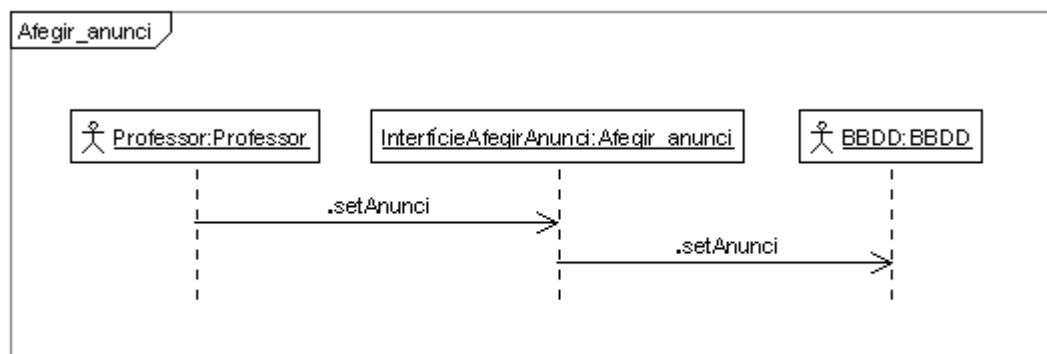 Afegir_anunci
Professor:Professor
InterfícieAfegirAnunci:Afegir_anunci
BBDD:BBDD
.setAnunci
.setAnunci